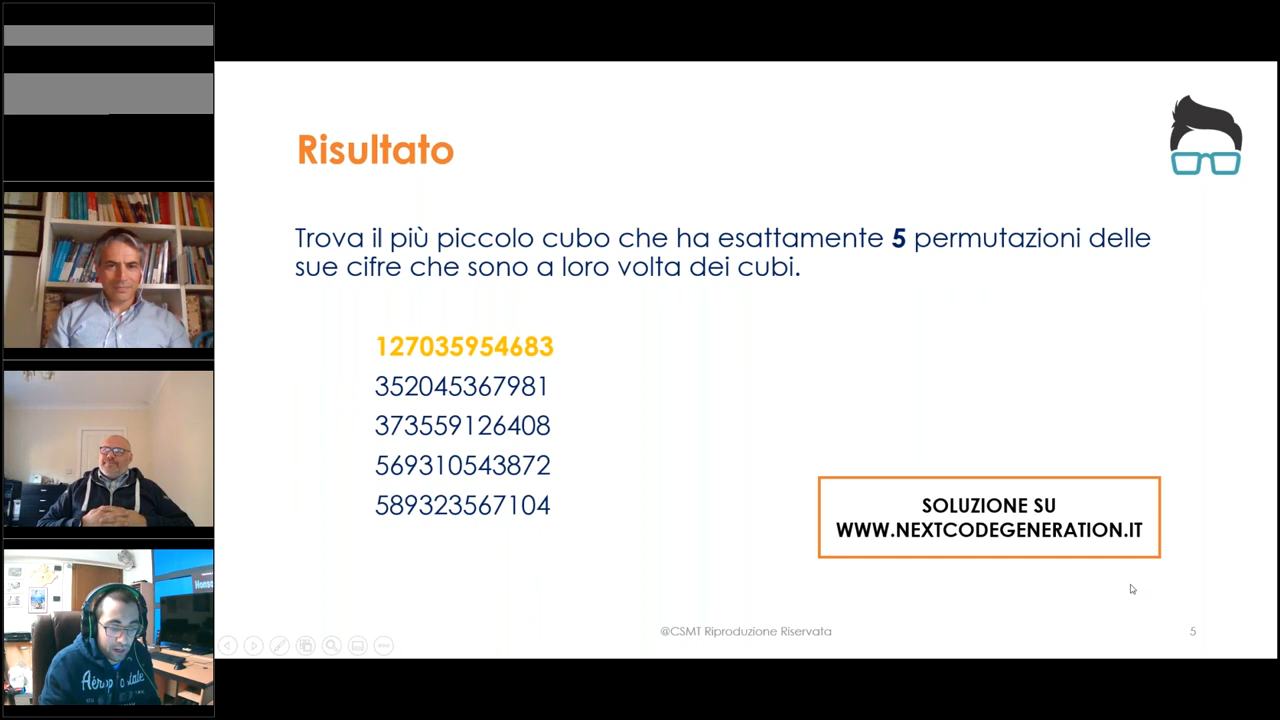 Risultato
Trova il più piccolo cubo che ha esattamente 5 permutazioni delle
sue cifre che sono a loro volta dei cubi.
127035954683
352045367981
373559126408
569310543872
589323567104
SOLUZIONE SU
WWW.NEXTCODEGENERATION.IT
@CSMT Riproduzione Riservata
5